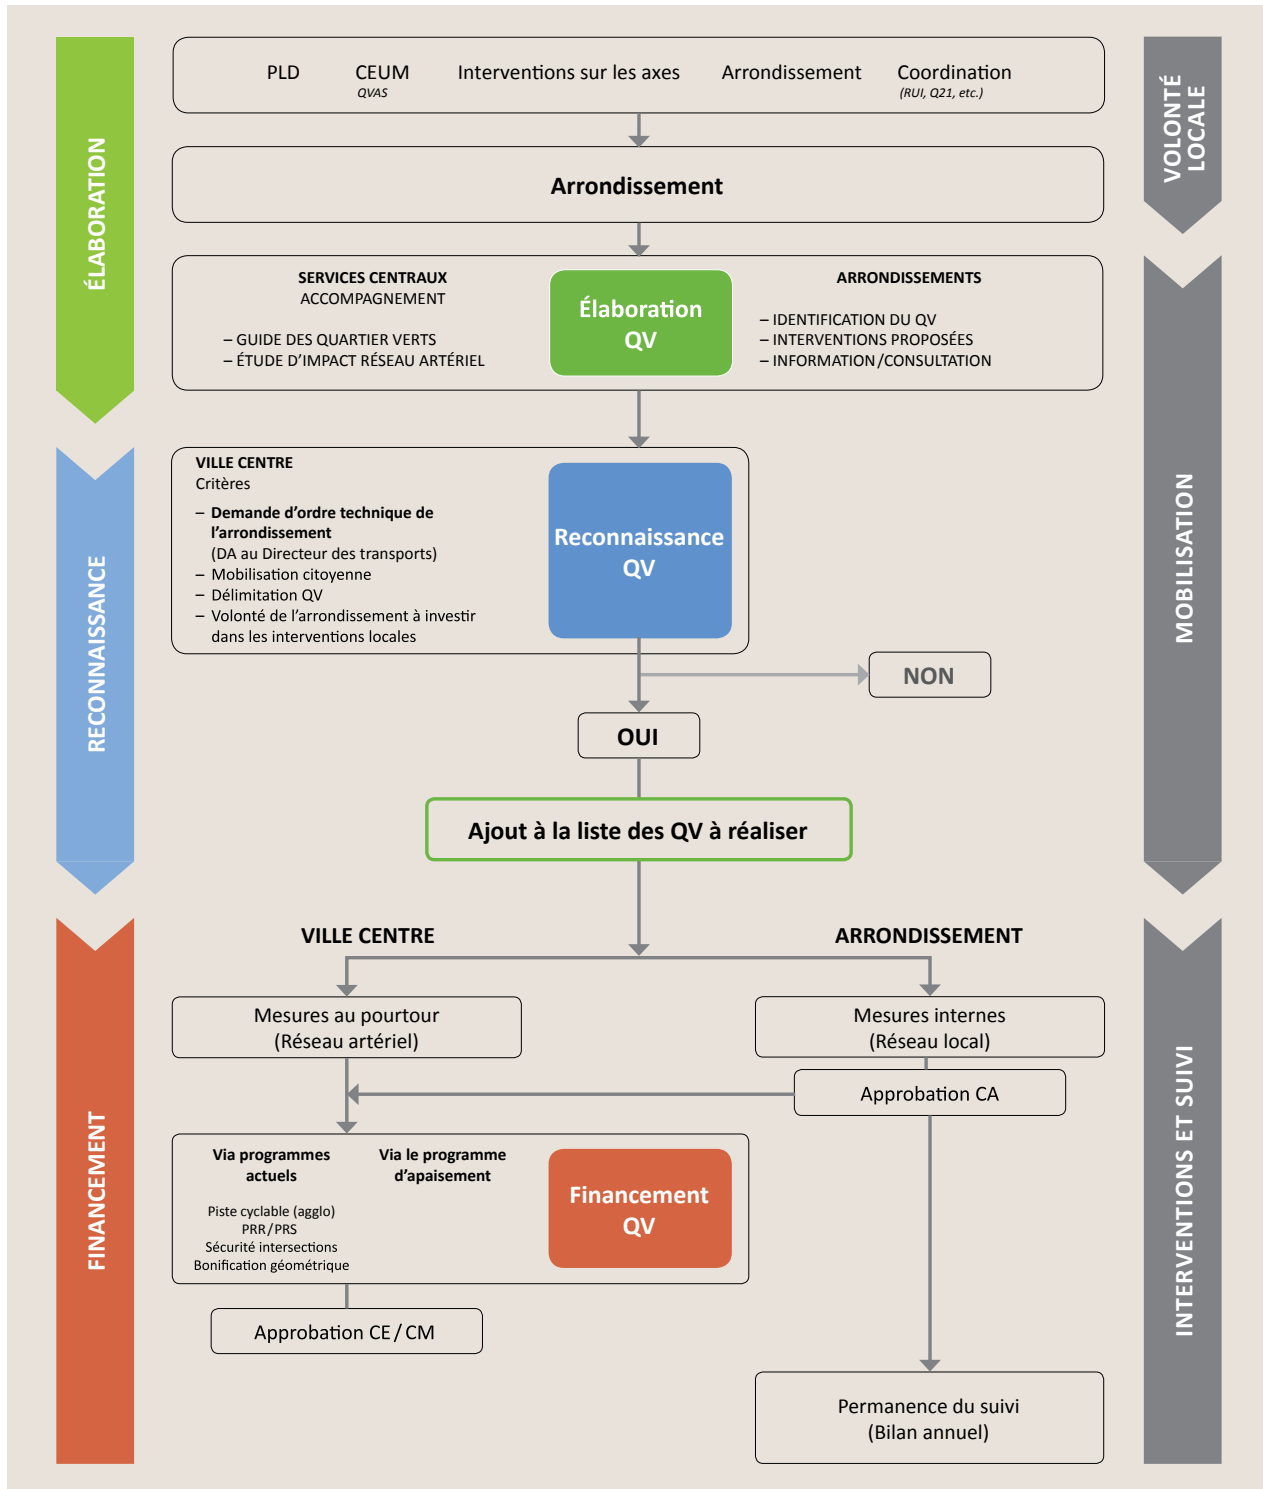 PLD
CEUM
QVAS
Interventions sur les axes
Arrondissement
Coordination
(RUI, Q21, etc.)
VOLONTÉ
LOCALE
ÉLABORATION
Arrondissement
SERVICES CENTRAUX
ACCOMPAGNEMENT
– GUIDE DES QUARTIER VERTS
– ÉTUDE D’IMPACT RÉSEAU ARTÉRIEL
Élaboration
QV
ARRONDISSEMENTS
– IDENTIFICATION DU QV
– INTERVENTIONS PROPOSÉES
– INFORMATION/CONSULTATION
MOBILISATION
RECONNAISSANCE
VILLE CENTRE
Critères
– Demande d’ordre technique de
l’arrondissement
(DA au Directeur des transports)
– Mobilisation citoyenne
– Délimitation QV
– Volonté de l’arrondissement à investir
dans les interventions locales
Reconnaissance
QV
NON
OUI
Ajout à la liste des QV à réaliser
FINANCEMENT
INTERVENTIONS ET SUIVI
VILLE CENTRE
ARRONDISSEMENT
Mesures au pourtour
(Réseau artériel)
Mesures internes
(Réseau local)
Approbation CA
Via programmes
actuels
Piste cyclable (agglo)
PRR/PRS
Sécurité intersections
Bonification géométrique
Via le programme
d’apaisement
Financement
QV
Approbation CE / CM
Permanence du suivi
(Bilan annuel)